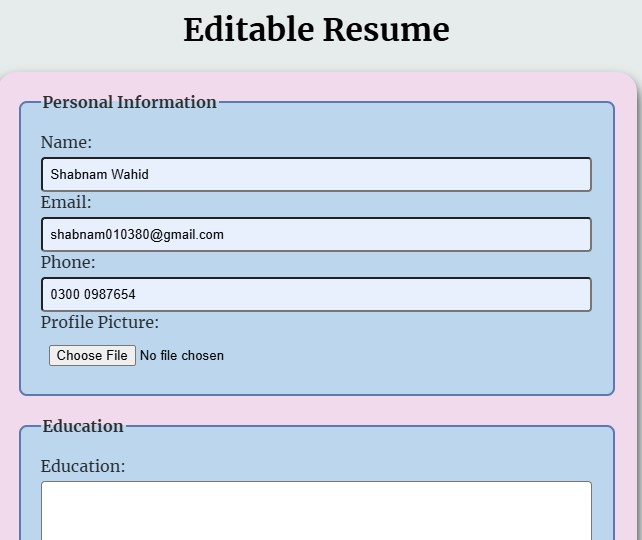 Editable Resume
Personal Information
Name:
Shabnam Wahid
Email:
shabnam010380@gmail.com
Phone:
0300 0987654
Profile Picture:
Choose File No file chosen
Education
Education: